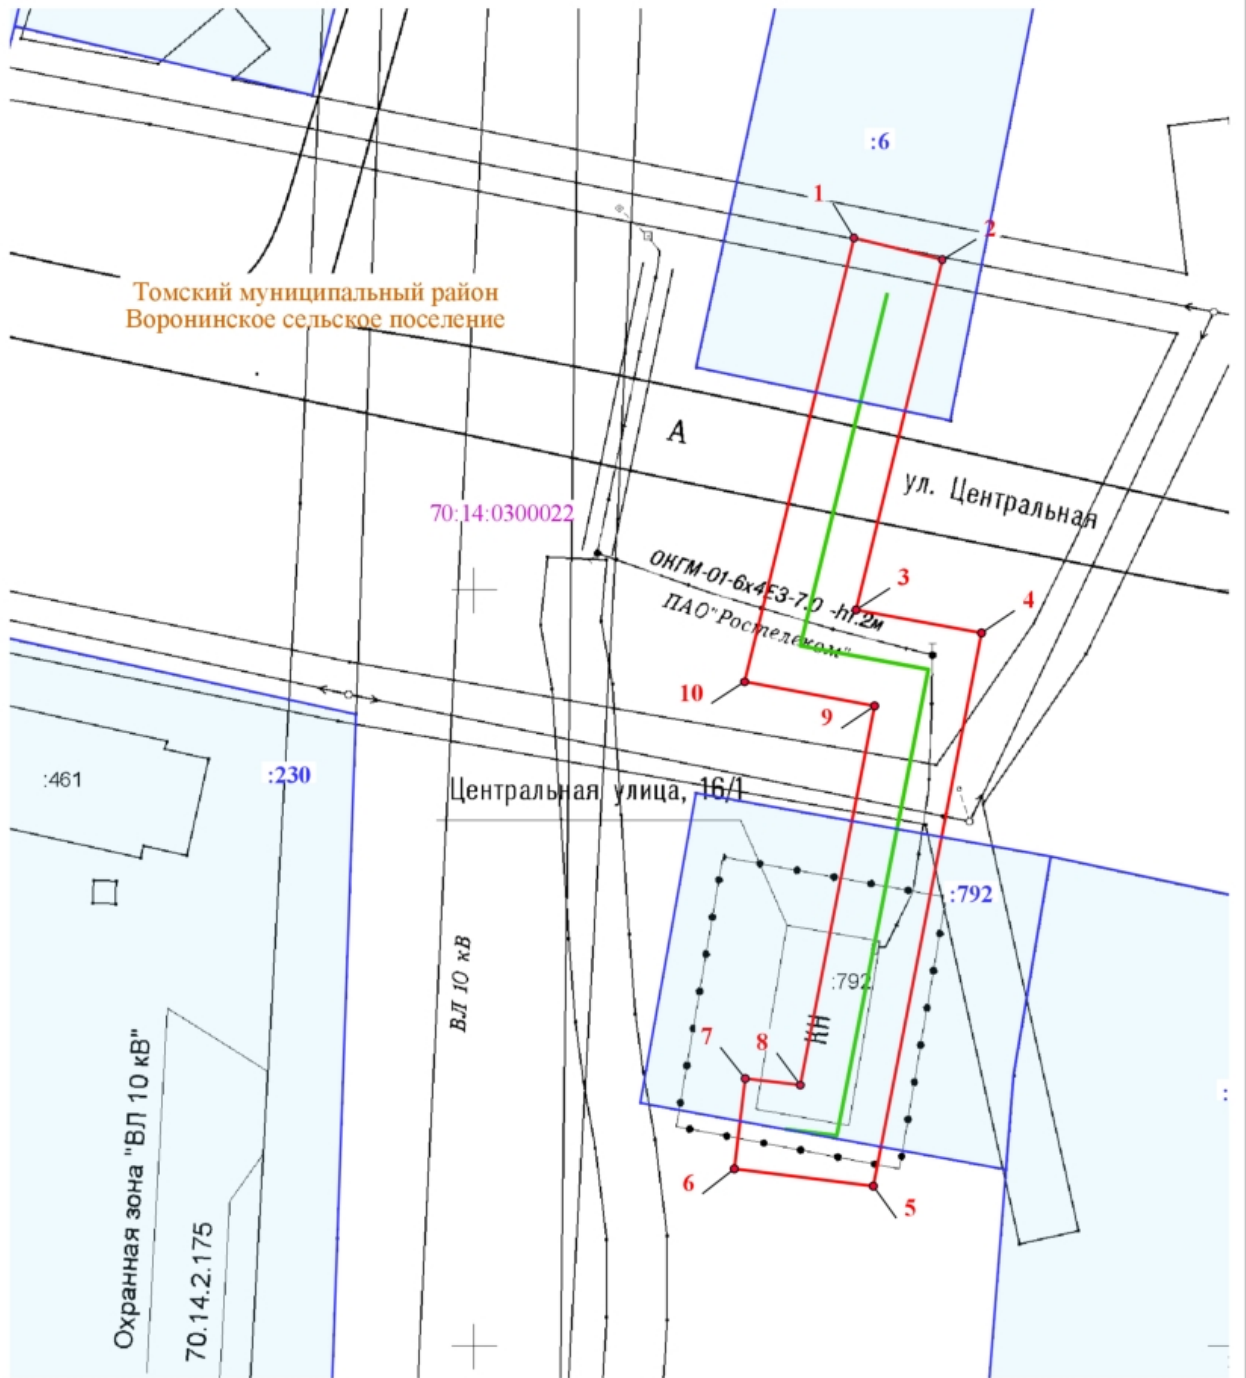 :6
1
2
Томский муниципальный район
Воронинское сельское поселение
А
ул. Центральная
70:14:0300022
ОКГМ-01-6х4Е3-7.0 -hг.2м
ПАО"Ростелеком"
3
4
10
9
:461
:230
Центральная улица, 16/1
:792
:792
КН
ВЛ 10 кВ
7
8
6
5
Охранная зона "ВЛ 10 кВ"
70.14.2.175